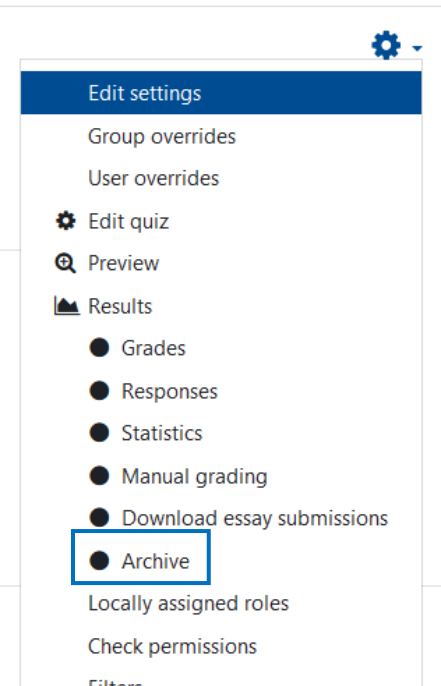 Edit settings
Group overrides
User overrides
Edit quiz
Preview
Results
Grades
Responses
Statistics
Manual grading
Download essay submissions
Archive
Locally assigned roles
Check permissions
Filters